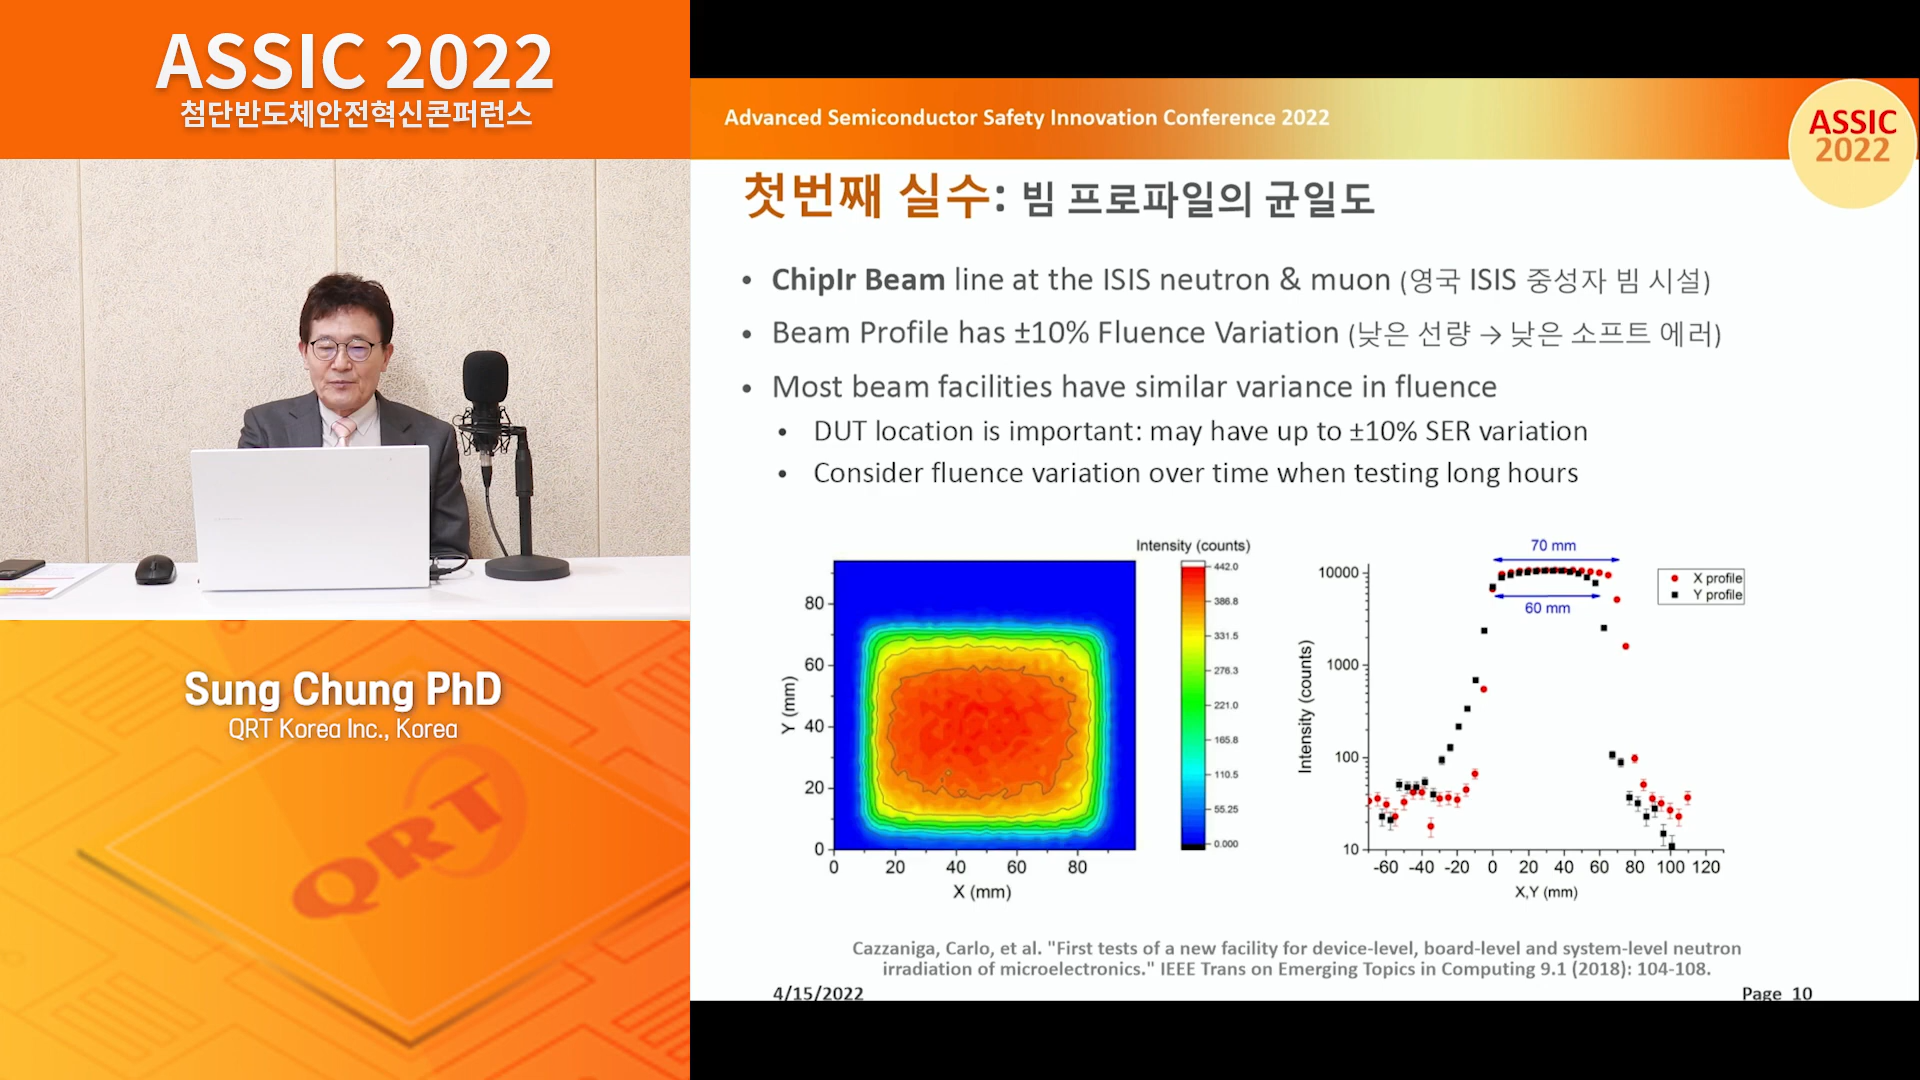 ASSIC 2022
첨단반도체안전혁신콘퍼런스
Sung Chung PhD
QRT Korea Inc., Korea
QRT
Advanced Semiconductor Safety Innovation Conference 2022
ASSIC
2022
첫번째 실수: 빔 프로파일의 균일도
• ChipIr Beam line at the ISIS neutron & muon (영국 ISIS 중성자 빔 시설)
• Beam Profile has ±10% Fluence Variation (낮은 선량 → 낮은 소프트 에러)
• Most beam facilities have similar variance in fluence
• DUT location is important: may have up to ±10% SER variation
• Consider fluence variation over time when testing long hours
Intensity (counts)
442.0
386.8
331.5
276.3
221.0
165.8
110.5
55.25
0.000
80
60
40
20
0
Y (mm)
0 20 40 60 80
X (mm)
70 mm
60 mm
X profile
Y profile
10000
1000
100
10
Intensity (counts)
-60 -40 -20 0 20 40 60 80 100 120
X,Y (mm)
Cazzaniga, Carlo, et al. "First tests of a new facility for device-level, board-level and system-level neutron
irradiation of microelectronics." IEEE Trans on Emerging Topics in Computing 9.1 (2018): 104-108.
4/15/2022
Page 10